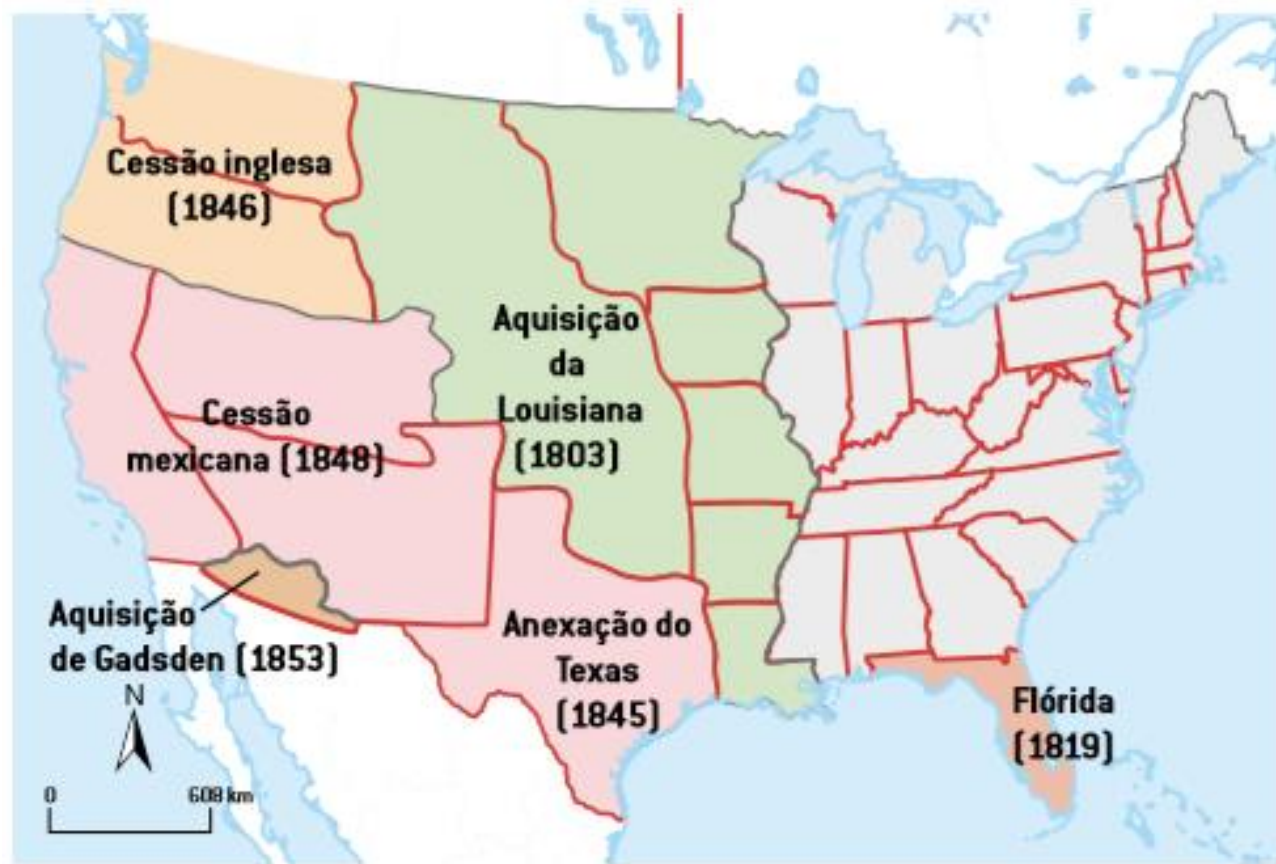 Cessão inglesa
(1846)
Aquisição
da
Louisiana
(1803)
Cessão
mexicana (1848)
Aquisição
de Gadsden (1853)
Anexação do
Texas
(1845)
Flórida
(1819)
N
0 608 km